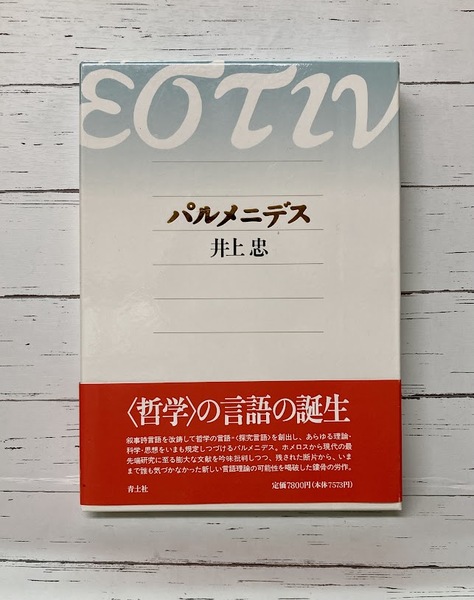 εστιν
パルメニデス
井上 忠
〈哲学〉の言語の誕生
叙事詩言語を改鋳して哲学の言語=〈探究言語〉を創出し、あらゆる理論・
科学・思想をいまも規定しつづけるパルメニデス。ホメロスから現代の最
先端研究に至る膨大な文献を吟味批判しつつ、残された断片から、いま
まで誰も気づかなかった新しい言語理論の可能性を喝破した鏤骨の労作。
青土社
定価7800円(本体7573円)